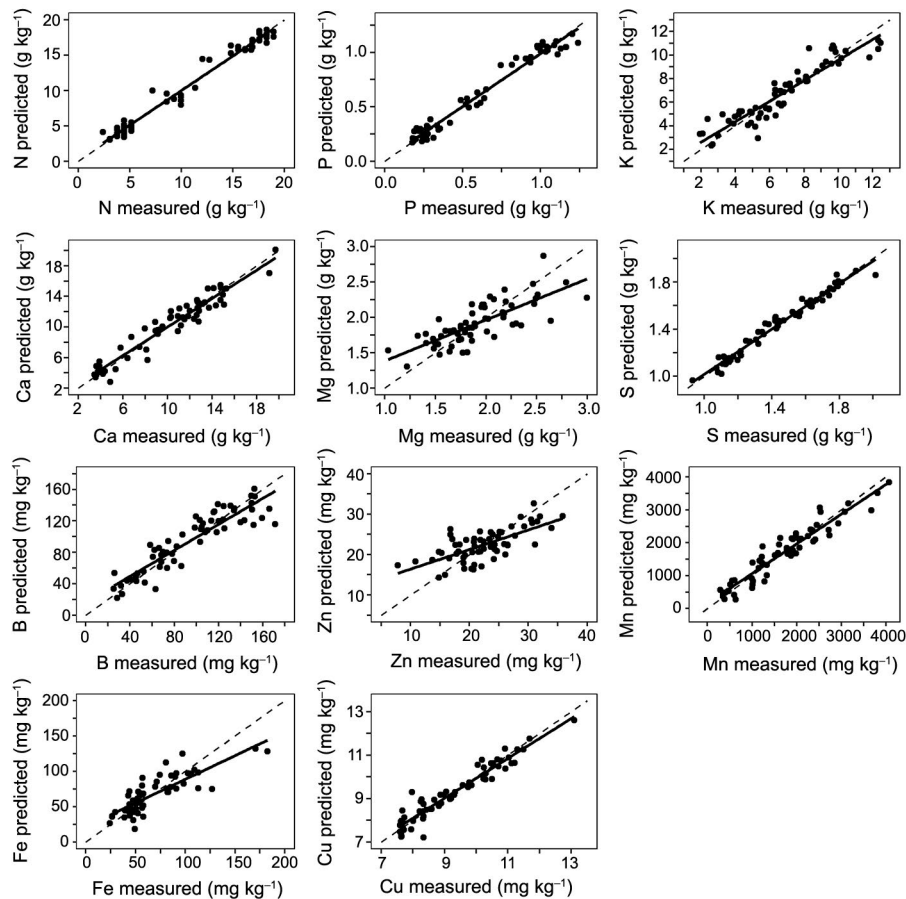 20
15
10
5
0
N predicted (g kg⁻¹)
0 5 10 15 20
N measured (g kg⁻¹)
1.0
0.5
0.0
P predicted (g kg⁻¹)
0.0 0.5 1.0
P measured (g kg⁻¹)
12
10
8
6
4
2
K predicted (g kg⁻¹)
2 4 6 8 10 12
K measured (g kg⁻¹)
18
14
10
6
2
Ca predicted (g kg⁻¹)
2 6 10 14 18
Ca measured (g kg⁻¹)
3.0
2.5
2.0
1.5
1.0
Mg predicted (g kg⁻¹)
1.0 1.5 2.0 2.5 3.0
Mg measured (g kg⁻¹)
1.8
1.4
1.0
S predicted (g kg⁻¹)
1.0 1.4 1.8
S measured (g kg⁻¹)
160
120
80
40
0
B predicted (mg kg⁻¹)
0 40 80 120 160
B measured (mg kg⁻¹)
40
30
20
10
Zn predicted (mg kg⁻¹)
10 20 30 40
Zn measured (mg kg⁻¹)
4000
3000
2000
1000
0
Mn predicted (mg kg⁻¹)
0 1000 2000 3000 4000
Mn measured (mg kg⁻¹)
200
150
100
50
0
Fe predicted (mg kg⁻¹)
0 50 100 150 200
Fe measured (mg kg⁻¹)
13
11
9
7
Cu predicted (mg kg⁻¹)
7 9 11 13
Cu measured (mg kg⁻¹)